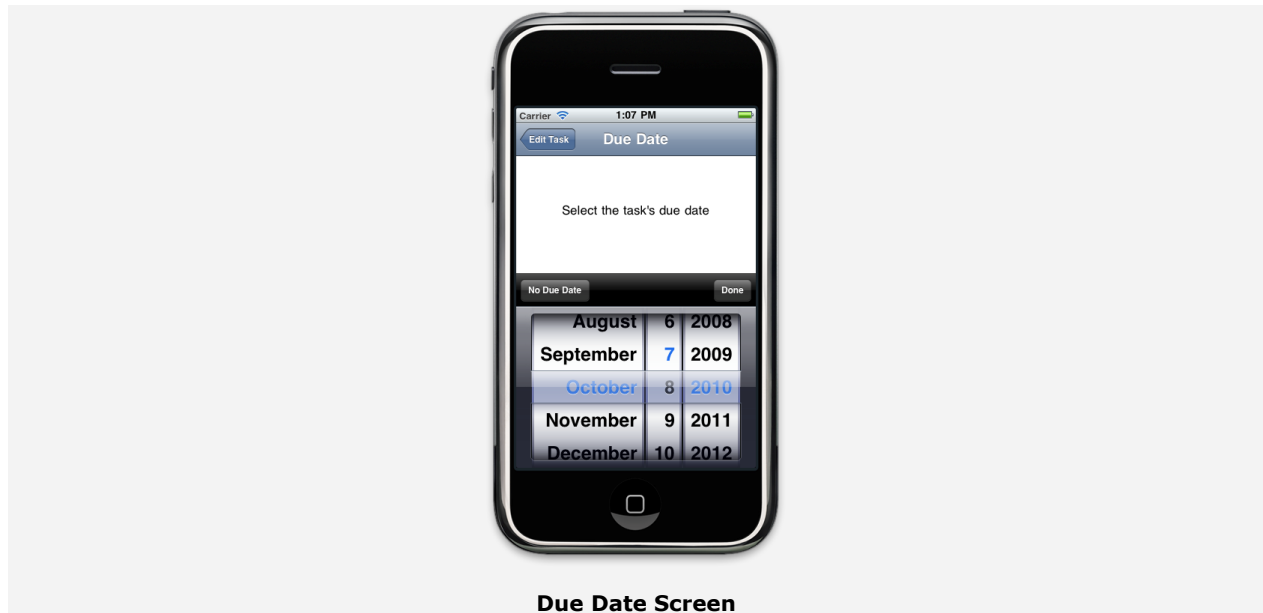 Carrier 1:07 PM
Edit Task Due Date
Select the task's due date
No Due Date Done
August 6 2008
September 7 2009
October 8 2010
November 9 2011
December 10 2012
Due Date Screen